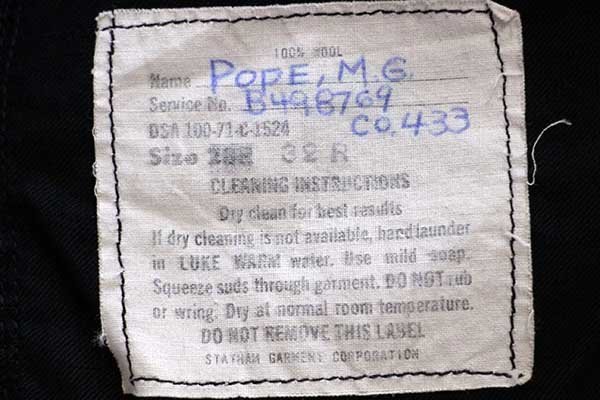 100% WOOL
Name POPE, M.G.
Service No. B498769
DSA 100-71-C-1524 CO. 433
Size 32 R
CLEANING INSTRUCTIONS
Dry clean for best results
If dry cleaning is not available, hand launder
in LUKE WARM water. Use mild soap.
Squeeze suds through garment. DO NOT rub
or wring. Dry at normal room temperature.
DO NOT REMOVE THIS LABEL
STATHAM GARMENT CORPORATION